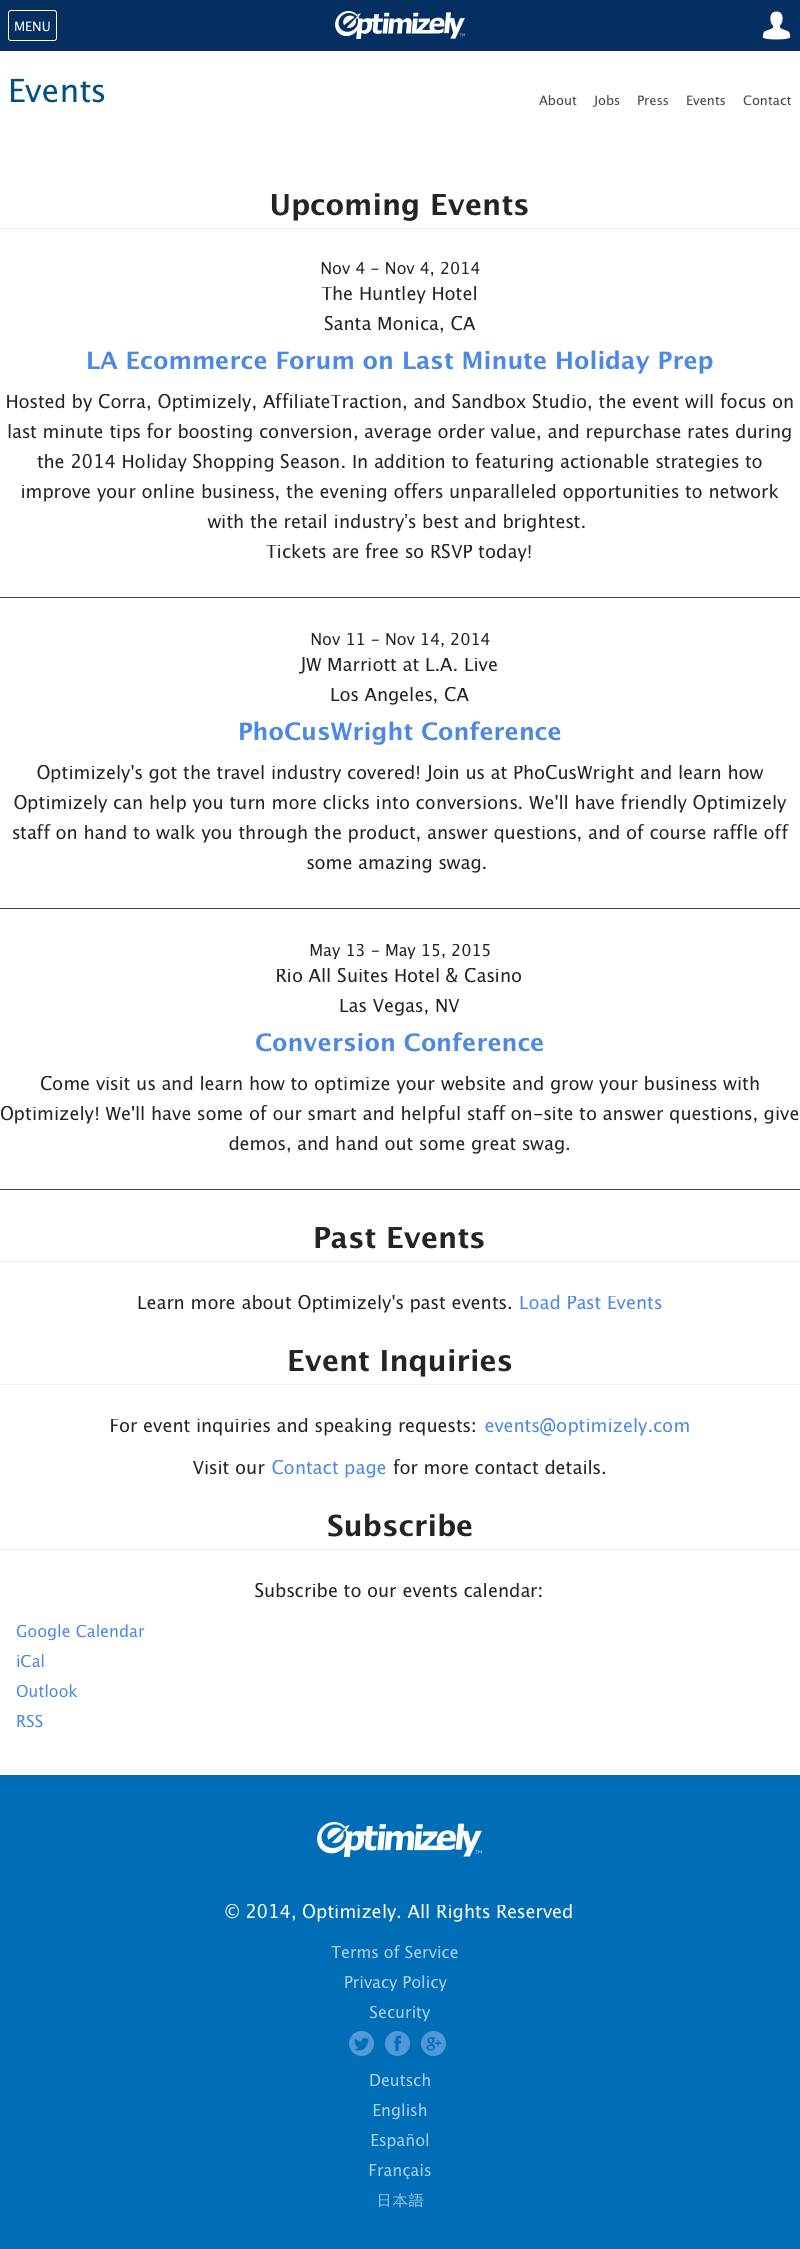 MENU
Optimizely™
Events
About Jobs Press Events Contact
Upcoming Events
Nov 4 – Nov 4, 2014
The Huntley Hotel
Santa Monica, CA
LA Ecommerce Forum on Last Minute Holiday Prep
Hosted by Corra, Optimizely, AffiliateTraction, and Sandbox Studio, the event will focus on
last minute tips for boosting conversion, average order value, and repurchase rates during
the 2014 Holiday Shopping Season. In addition to featuring actionable strategies to
improve your online business, the evening offers unparalleled opportunities to network
with the retail industry’s best and brightest.
Tickets are free so RSVP today!
Nov 11 – Nov 14, 2014
JW Marriott at L.A. Live
Los Angeles, CA
PhoCusWright Conference
Optimizely's got the travel industry covered! Join us at PhoCusWright and learn how
Optimizely can help you turn more clicks into conversions. We'll have friendly Optimizely
staff on hand to walk you through the product, answer questions, and of course raffle off
some amazing swag.
May 13 – May 15, 2015
Rio All Suites Hotel & Casino
Las Vegas, NV
Conversion Conference
Come visit us and learn how to optimize your website and grow your business with
Optimizely! We'll have some of our smart and helpful staff on-site to answer questions, give
demos, and hand out some great swag.
Past Events
Learn more about Optimizely's past events. Load Past Events
Event Inquiries
For event inquiries and speaking requests: events@optimizely.com
Visit our Contact page for more contact details.
Subscribe
Subscribe to our events calendar:
Google Calendar
iCal
Outlook
RSS
Optimizely™
© 2014, Optimizely. All Rights Reserved
Terms of Service
Privacy Policy
Security
Deutsch
English
Español
Français
日本語